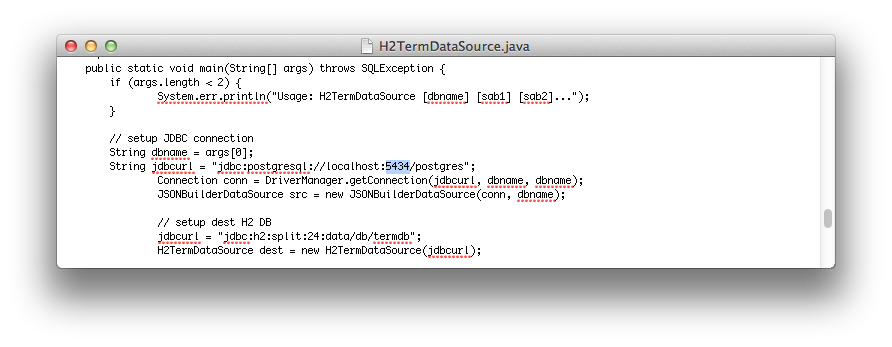 H2TermDataSource.java
public static void main(String[] args) throws SQLException {
if (args.length < 2) {
System.err.println("Usage: H2TermDataSource [dbname] [sab1] [sab2]...");
}
// setup JDBC connection
String dbname = args[0];
String jdbcurl = "jdbc:postgresql://localhost:5434/postgres";
Connection conn = DriverManager.getConnection(jdbcurl, dbname, dbname);
JSONBuilderDataSource src = new JSONBuilderDataSource(conn, dbname);
// setup dest H2 DB
jdbcurl = "jdbc:h2:split:24:data/db/termdb";
H2TermDataSource dest = new H2TermDataSource(jdbcurl);